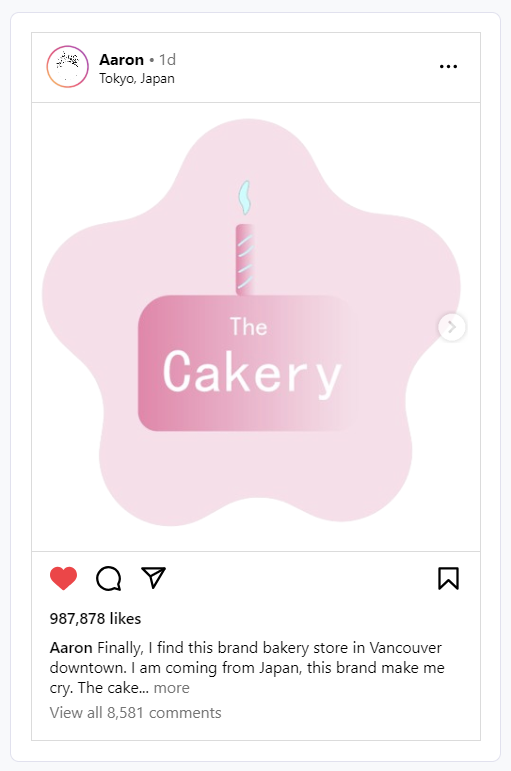 Aaron • 1d
Tokyo, Japan
The
Cakery
987,878 likes
Aaron Finally, I find this brand bakery store in Vancouver
downtown. I am coming from Japan, this brand make me
cry. The cake... more
View all 8,581 comments